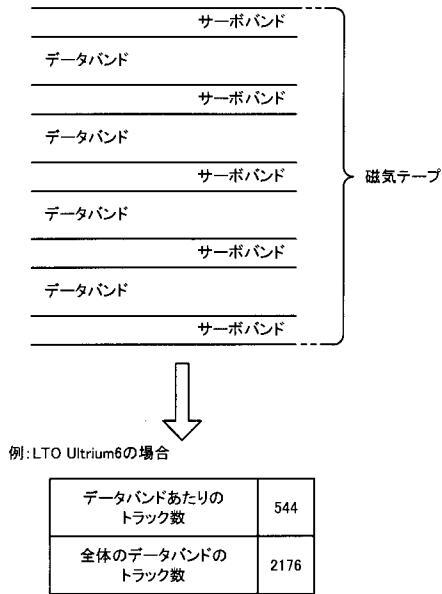 サーボバンド
データバンド
サーボバンド
データバンド
サーボバンド
磁気テープ
データバンド
サーボバンド
データバンド
サーボバンド
例:LTO Ultrium6の場合
データバンドあたりの
トラック数
544
全体のデータバンドの
トラック数
2176